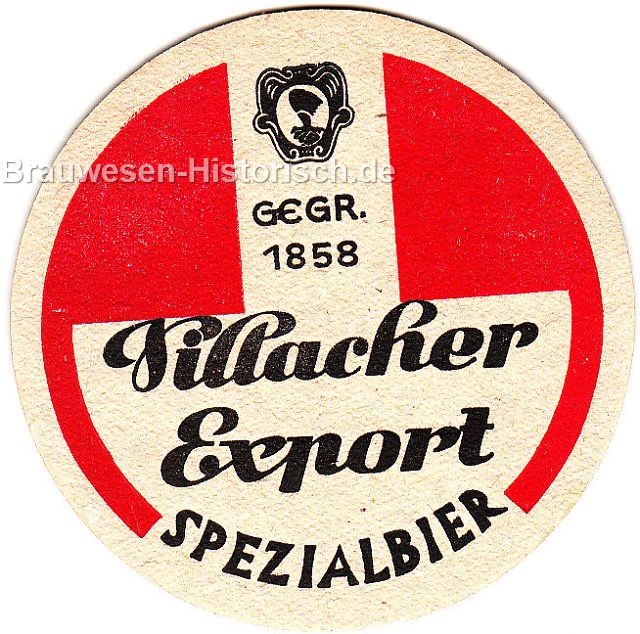 Brauwesen-Historisch.de
GEGR.
1858
Villacher
Export
SPEZIALBIER